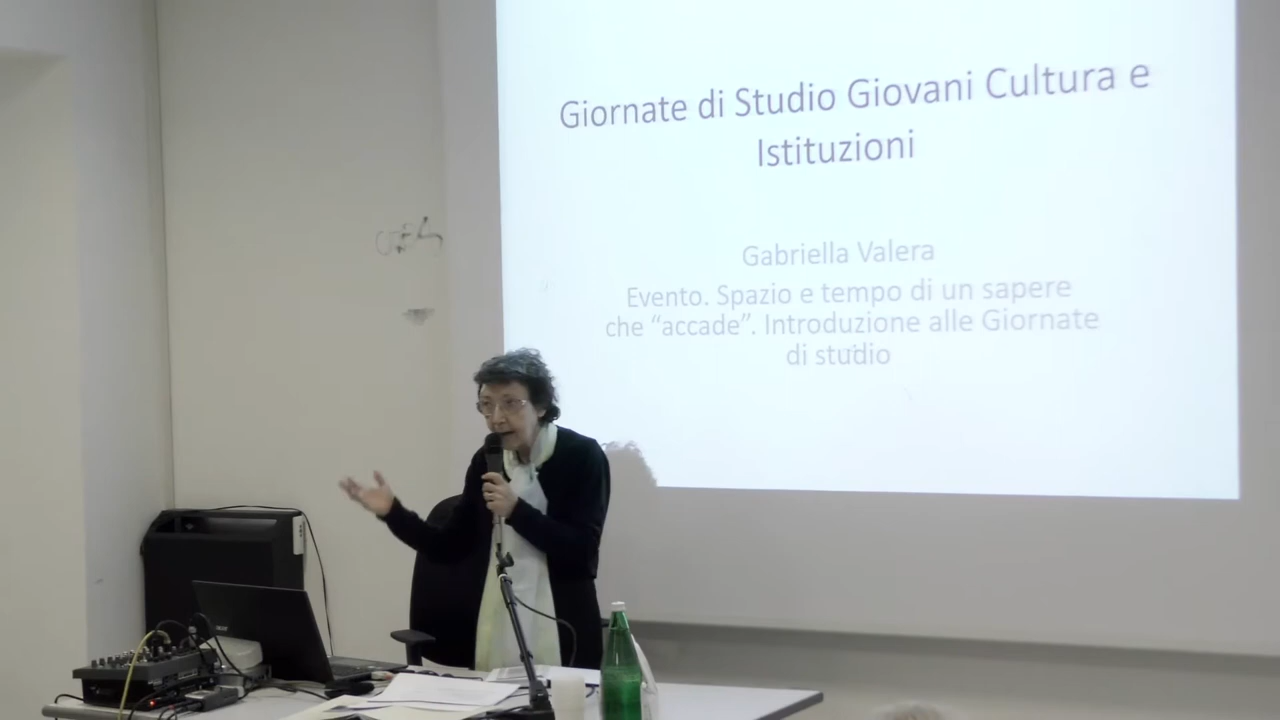 Giornate di Studio Giovani Cultura e
Istituzioni
Gabriella Valera
Evento. Spazio e tempo di un sapere
che “accade”. Introduzione alle Giornate
di studio